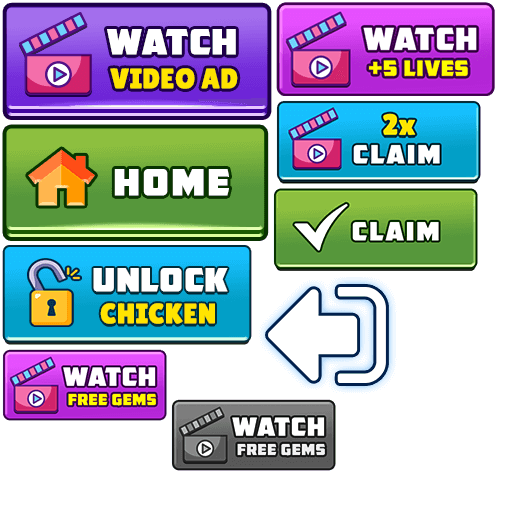 WATCH
VIDEO AD
WATCH
+5 LIVES
2x
CLAIM
HOME
CLAIM
UNLOCK
CHICKEN
WATCH
FREE GEMS
WATCH
FREE GEMS